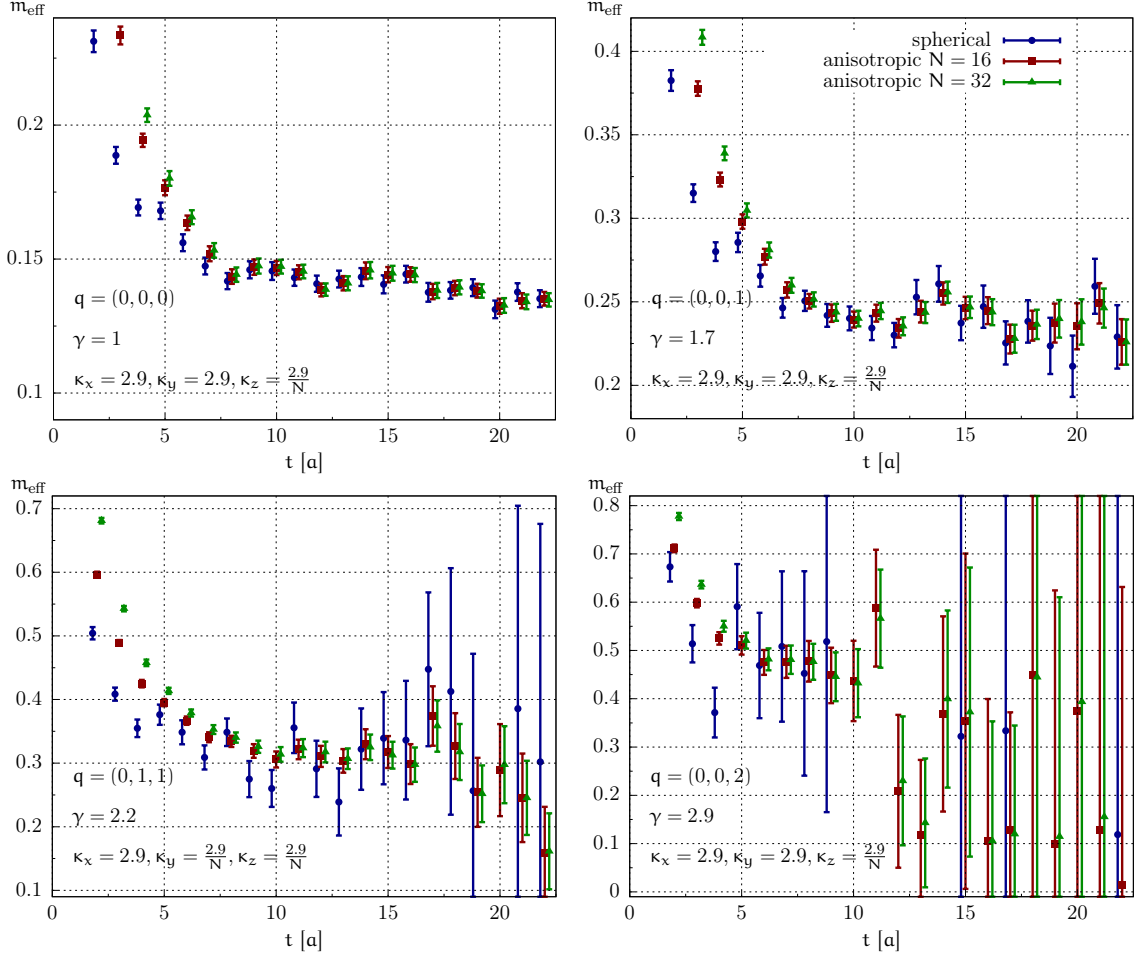 m_eff
0.2
0.15
0.1
q = (0,0,0)
γ = 1
κ_x = 2.9, κ_y = 2.9, κ_z = 2.9/N
0 5 10 15 20
t [a]
m_eff
spherical
anisotropic N = 16
anisotropic N = 32
0.4
0.35
0.3
0.25
0.2
q = (0,0,1)
γ = 1.7
κ_x = 2.9, κ_y = 2.9, κ_z = 2.9/N
0 5 10 15 20
t [a]
m_eff
0.7
0.6
0.5
0.4
0.3
0.2
0.1
q = (0,1,1)
γ = 2.2
κ_x = 2.9, κ_y = 2.9/N, κ_z = 2.9/N
0 5 10 15 20
t [a]
m_eff
0.8
0.7
0.6
0.5
0.4
0.3
0.2
0.1
0
q = (0,0,2)
γ = 2.9
κ_x = 2.9, κ_y = 2.9, κ_z = 2.9/N
0 5 10 15 20
t [a]